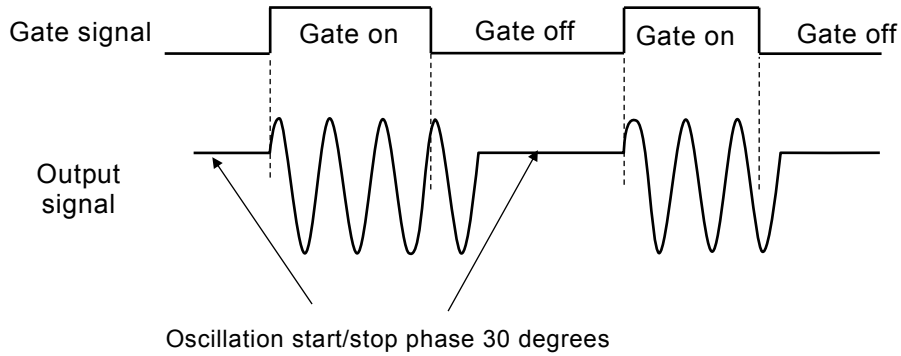 Gate signal
Gate on
Gate off
Gate on
Gate off
Output
signal
Oscillation start/stop phase 30 degrees